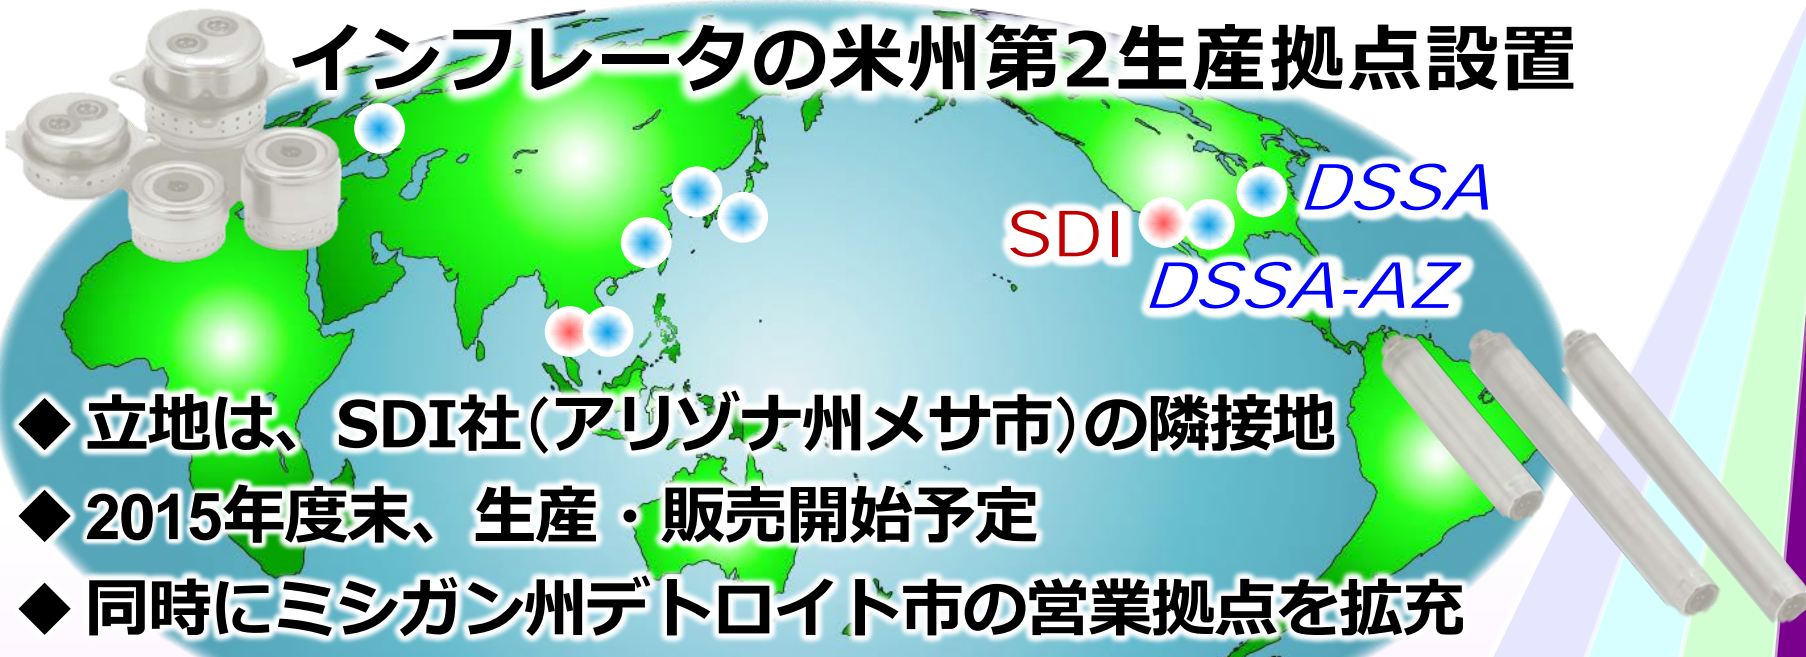 インフレータの米州第2生産拠点設置
DSSA
SDI
DSSA-AZ
◆ 立地は、SDI社(アリゾナ州メサ市)の隣接地
◆ 2015年度末、生産・販売開始予定
◆ 同時にミシガン州デトロイト市の営業拠点を拡充